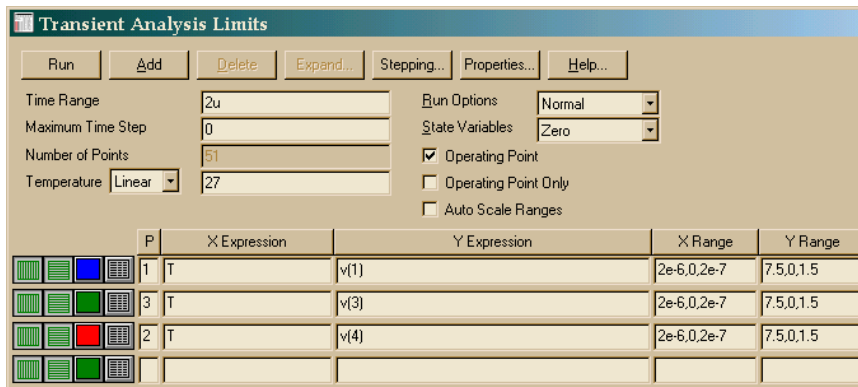 Transient Analysis Limits
Run Add Delete Expand... Stepping... Properties... Help...
Time Range 2u Run Options Normal
Maximum Time Step 0 State Variables Zero
Number of Points 51 Operating Point
Temperature Linear 27 Operating Point Only
Auto Scale Ranges
P X Expression Y Expression X Range Y Range
1 T v(1) 2e-6,0,2e-7 7.5,0,1.5
3 T v(3) 2e-6,0,2e-7 7.5,0,1.5
2 T v(4) 2e-6,0,2e-7 7.5,0,1.5